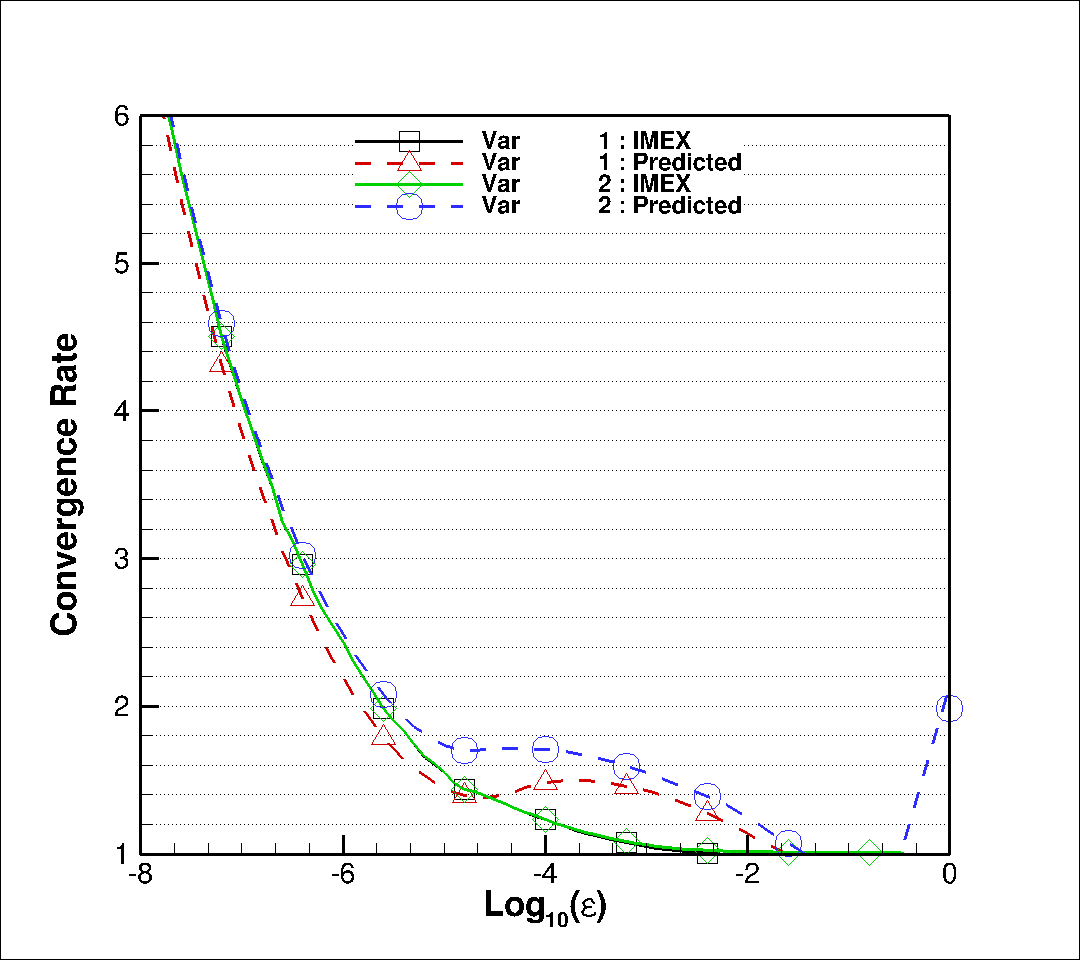 6
5
4
3
2
1
Convergence Rate
Var 1 : IMEX
Var 1 : Predicted
Var 2 : IMEX
Var 2 : Predicted
-8 -6 -4 -2 0
Log10(ε)